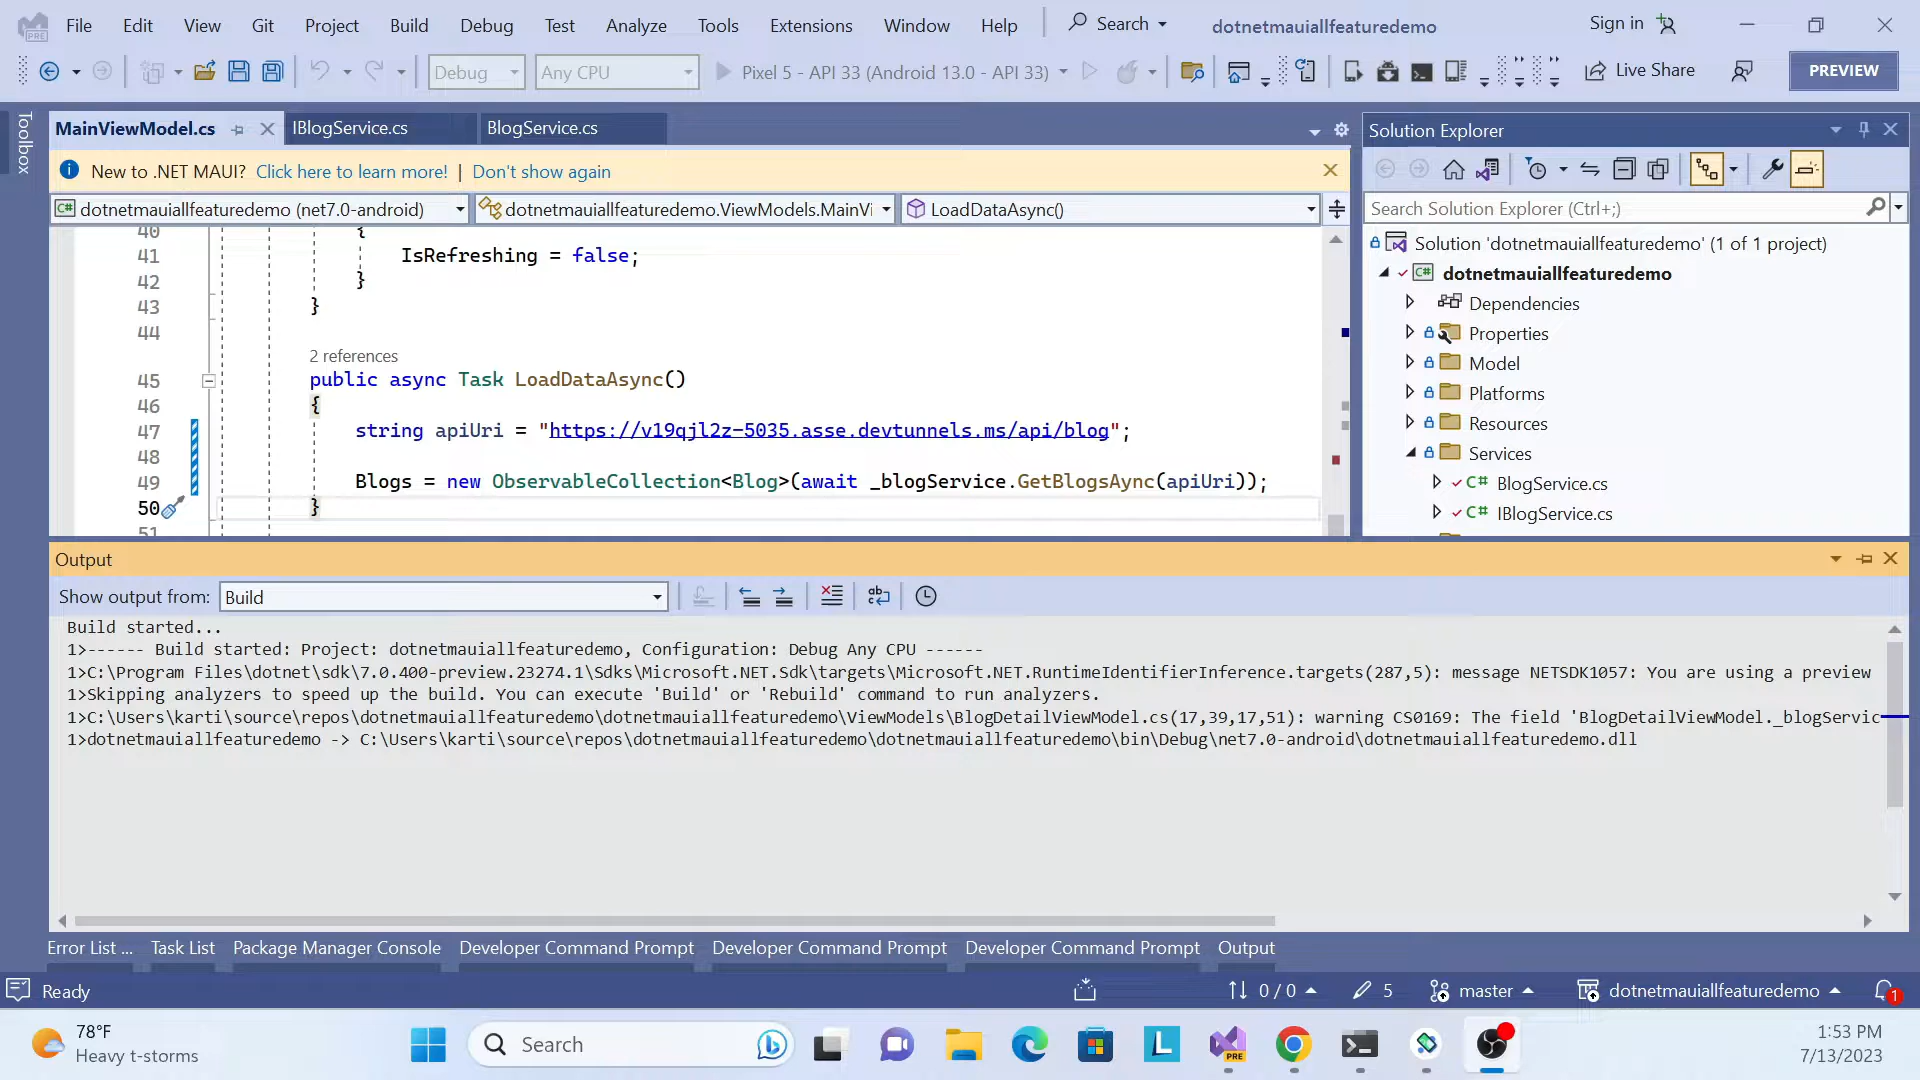 File Edit View Git Project Build Debug Test Analyze Tools Extensions Window Help Search dotnetmauiallfeaturedemo Sign in
PRE
Debug Any CPU Pixel 5 - API 33 (Android 13.0 - API 33) Live Share PREVIEW
Toolbox
MainViewModel.cs IBlogService.cs BlogService.cs
New to .NET MAUI? Click here to learn more! | Don't show again
dotnetmauiallfeaturedemo (net7.0-android) dotnetmauiallfeaturedemo.ViewModels.MainVi LoadDataAsync()
40 {
41 IsRefreshing = false;
42 }
43 }
44
2 references
45 public async Task LoadDataAsync()
46 {
47 string apiUri = "https://v19qjl2z-5035.asse.devtunnels.ms/api/blog";
48
49 Blogs = new ObservableCollection<Blog>(await _blogService.GetBlogsAync(apiUri));
50 }
51
Solution Explorer
Search Solution Explorer (Ctrl+;)
Solution 'dotnetmauiallfeaturedemo' (1 of 1 project)
C# dotnetmauiallfeaturedemo
Dependencies
Properties
Model
Platforms
Resources
Services
C# BlogService.cs
C# IBlogService.cs
Output
Show output from: Build
Build started...
1>------ Build started: Project: dotnetmauiallfeaturedemo, Configuration: Debug Any CPU ------
1>C:\Program Files\dotnet\sdk\7.0.400-preview.23274.1\Sdks\Microsoft.NET.Sdk\targets\Microsoft.NET.RuntimeIdentifierInference.targets(287,5): message NETSDK1057: You are using a preview
1>Skipping analyzers to speed up the build. You can execute 'Build' or 'Rebuild' command to run analyzers.
1>C:\Users\karti\source\repos\dotnetmauiallfeaturedemo\dotnetmauiallfeaturedemo\ViewModels\BlogDetailViewModel.cs(17,39,17,51): warning CS0169: The field 'BlogDetailViewModel._blogServic
1>dotnetmauiallfeaturedemo -> C:\Users\karti\source\repos\dotnetmauiallfeaturedemo\dotnetmauiallfeaturedemo\bin\Debug\net7.0-android\dotnetmauiallfeaturedemo.dll
Error List ... Task List Package Manager Console Developer Command Prompt Developer Command Prompt Developer Command Prompt Output
Ready 0 / 0 5 master dotnetmauiallfeaturedemo 1
78°F
Heavy t-storms
Search
L
PRE
1:53 PM
7/13/2023